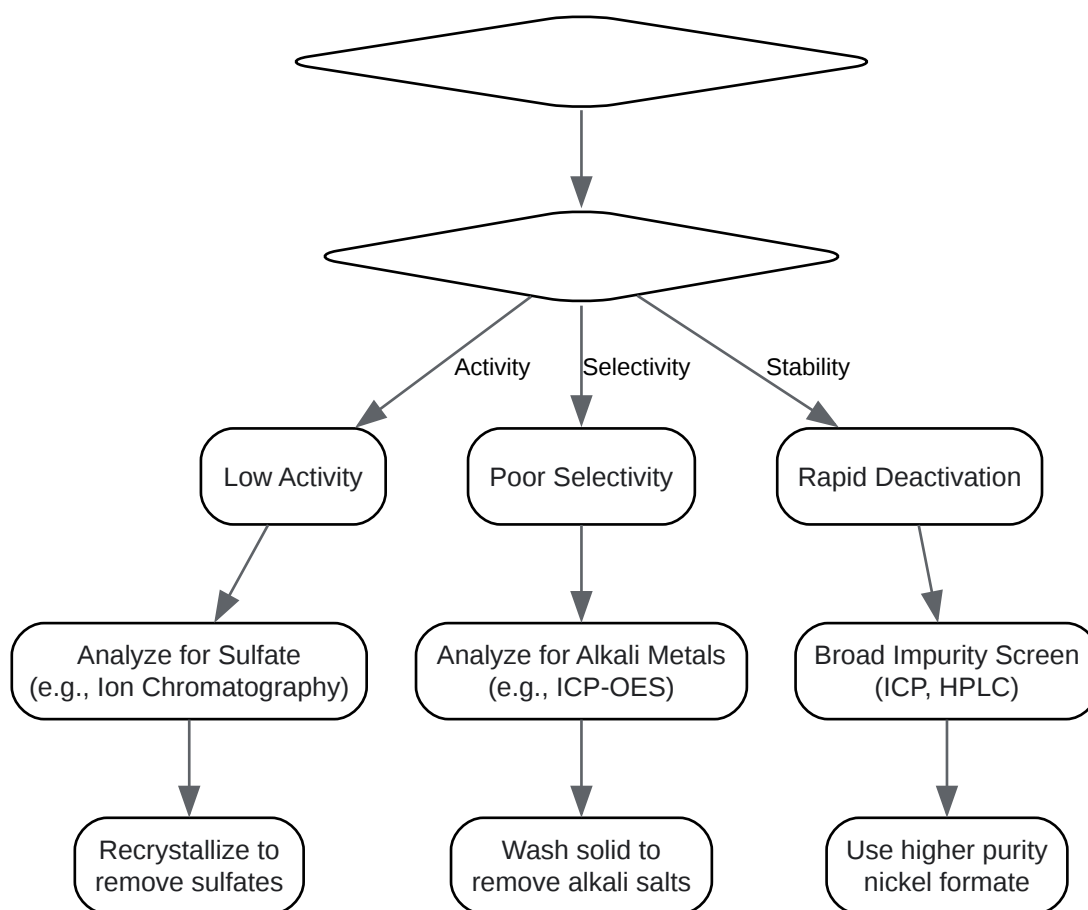 Activity
Selectivity
Stability
Low Activity
Poor Selectivity
Rapid Deactivation
Analyze for Sulfate
(e.g., Ion Chromatography)
Analyze for Alkali Metals
(e.g., ICP-OES)
Broad Impurity Screen
(ICP, HPLC)
Recrystallize to
remove sulfates
Wash solid to
remove alkali salts
Use higher purity
nickel formate